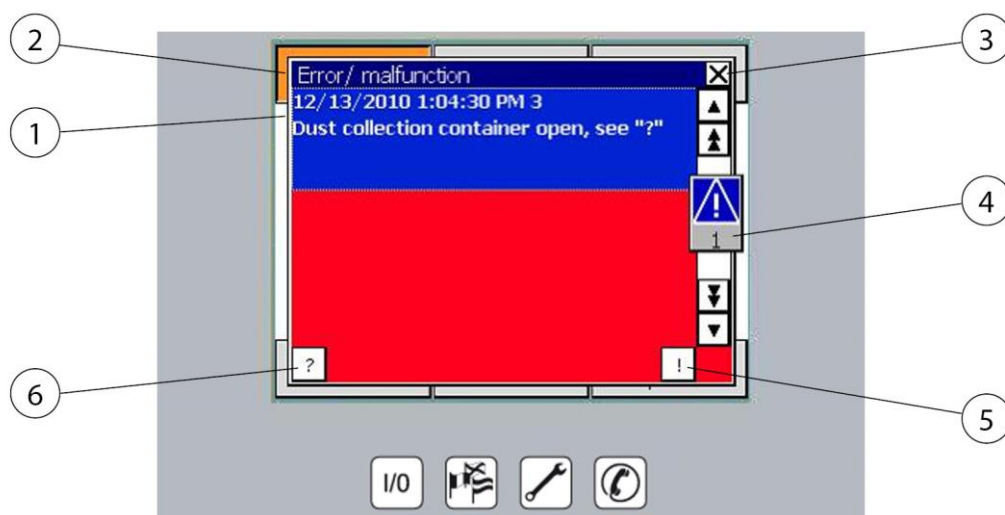 2
3
Error/ malfunction
12/13/2010 1:04:30 PM 3
1
Dust collection container open, see "?"
!
1
4
?
!
6
5
I/0